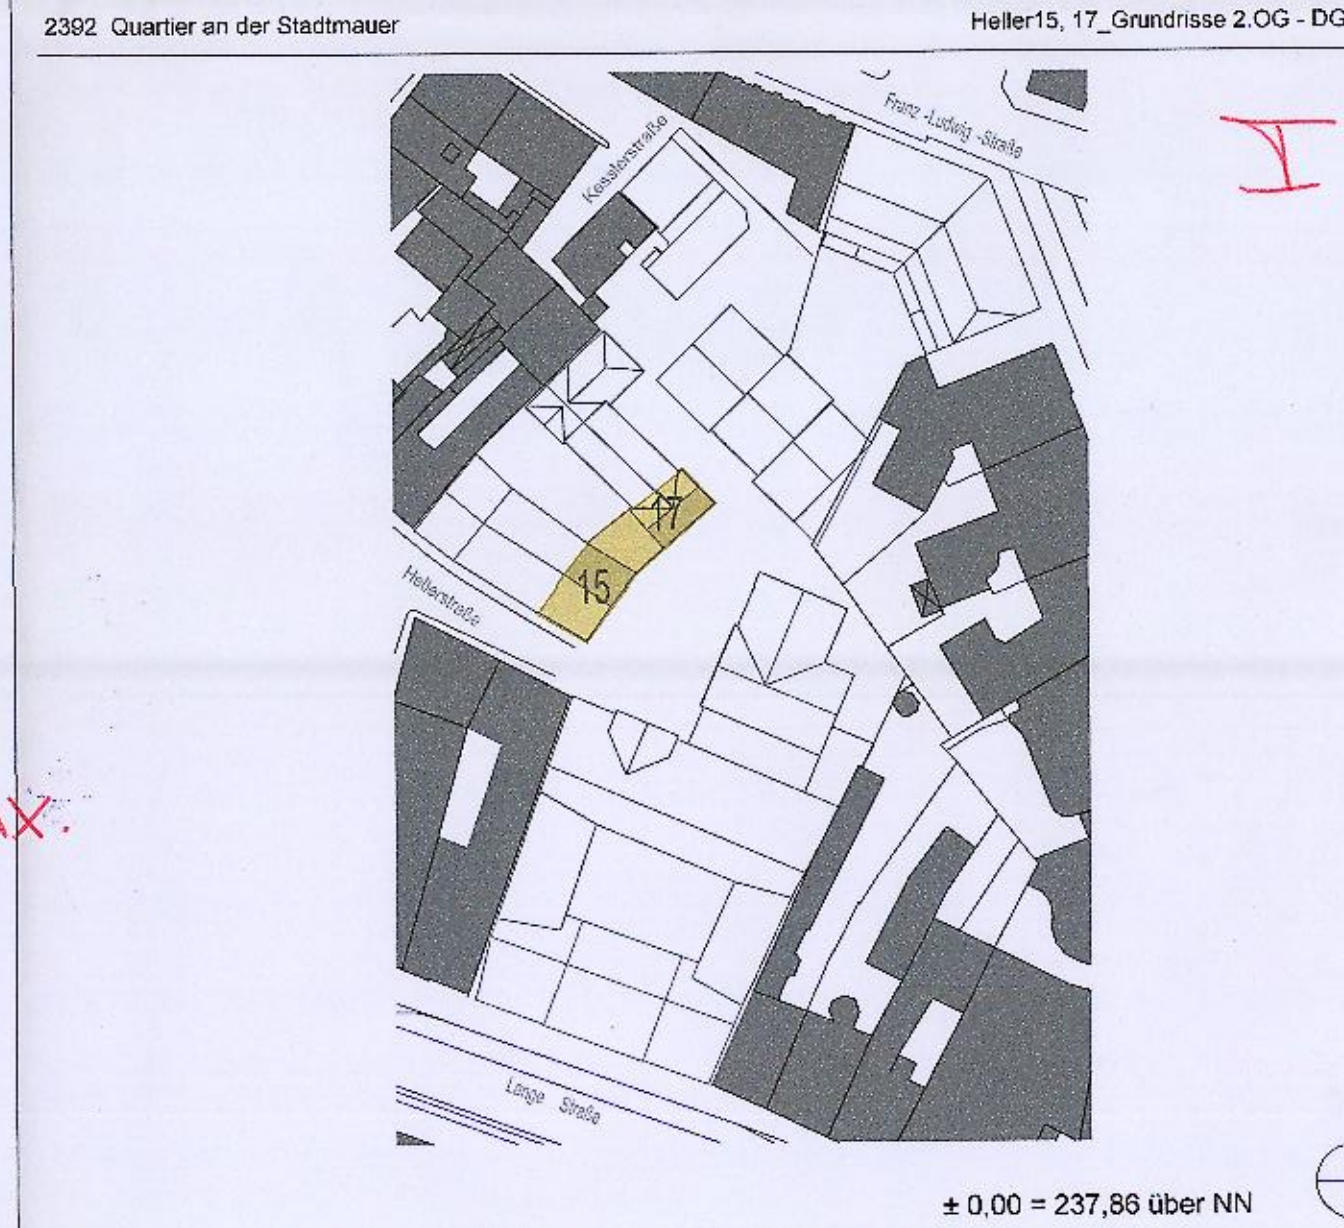 2392 Quartier an der Stadtmauer
Heller15, 17_Grundrisse 2.OG - DG
I
Franz -Ludwig -Straße
Kesslerstraße
17
15
Hellerstraße
X.
Lange Straße
± 0,00 = 237,86 über NN